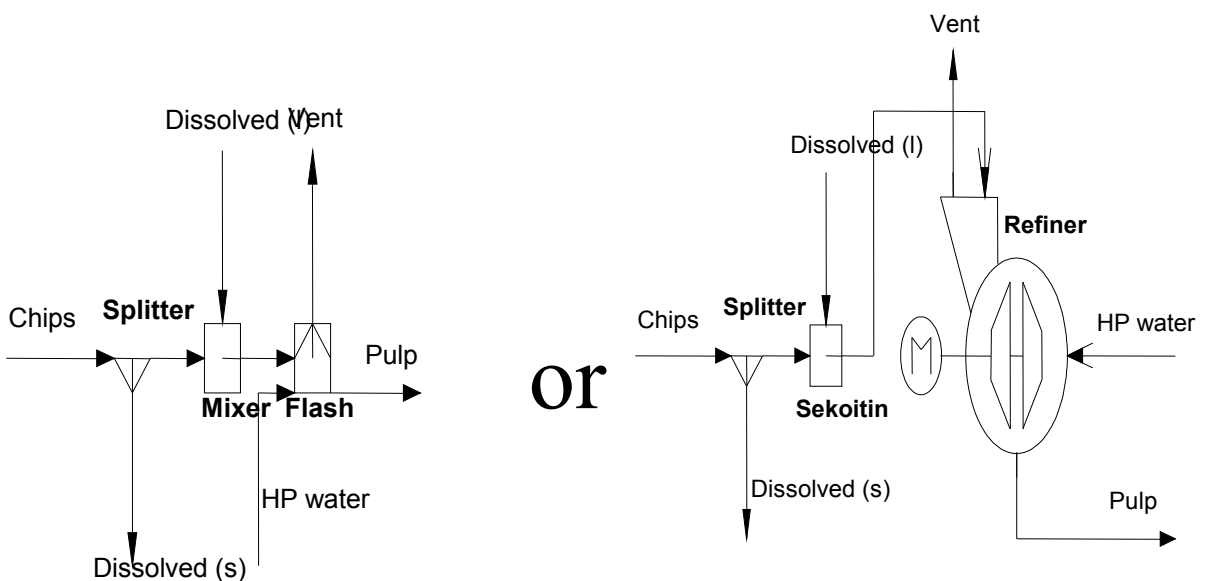 Vent
Dissolved (l)
Vent
Dissolved (l)
Refiner
Chips
Splitter
Pulp
Mixer
Flash
HP water
Dissolved (s)
or
Chips
Splitter
M
HP water
Sekoitin
Dissolved (s)
Pulp